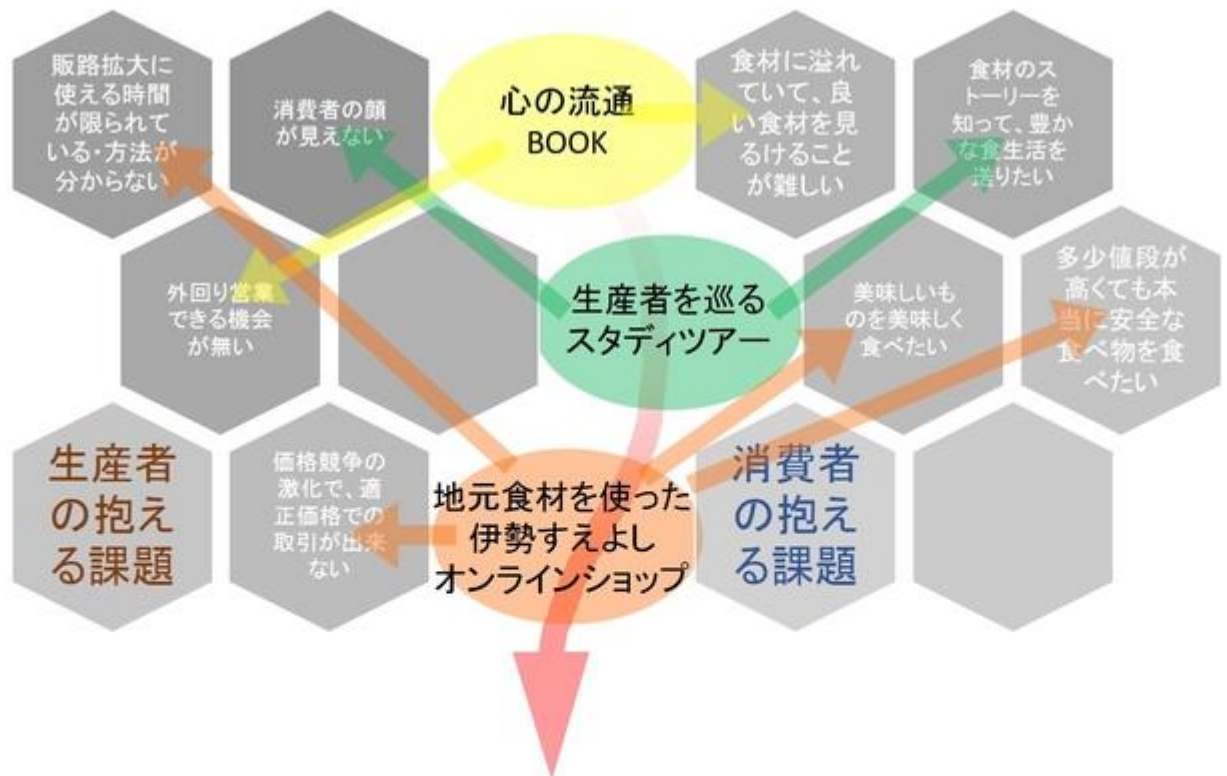 販路拡大に
使える時間
が限られて
いる・方法が
分からない
消費者の顔
が見えない
心の流通
BOOK
食材に溢れ
ていて、良
い食材を見
るけること
が難しい
食材のス
トーリーを
知って、豊か
な食生活を
送りたい
外回り営業
できる機会
が無い
生産者を巡る
スタディツアー
美味しいも
のを美味しく
食べたい
多少値段が
高くても本
当に安全な
食べ物を食
べたい
生産者
の抱え
る課題
価格競争の
激化で、適
正価格での
取引が出来
ない
地元食材を使った
伊勢すえよし
オンラインショップ
消費者
の抱え
る課題